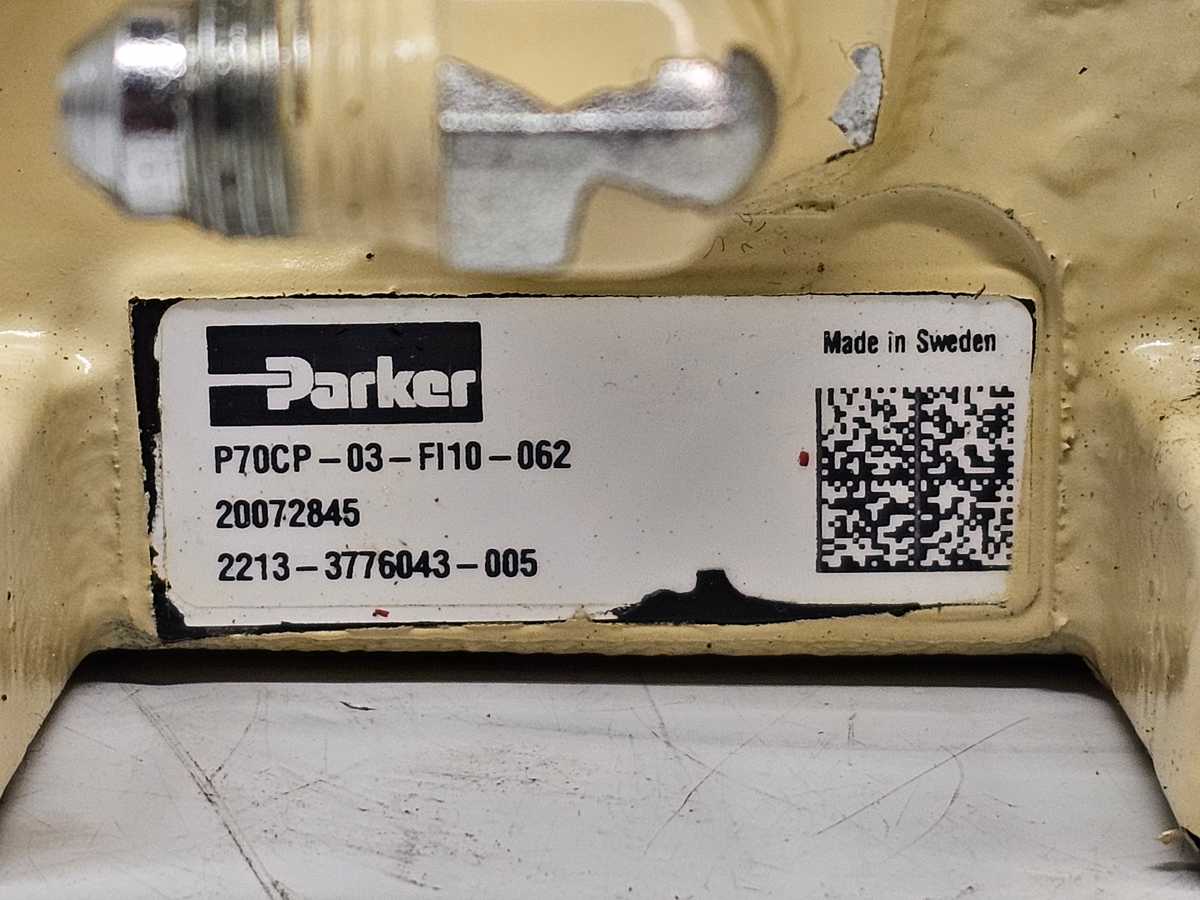 Parker
Made in Sweden
P70CP-03-FI10-062
20072845
2213-3776043-005